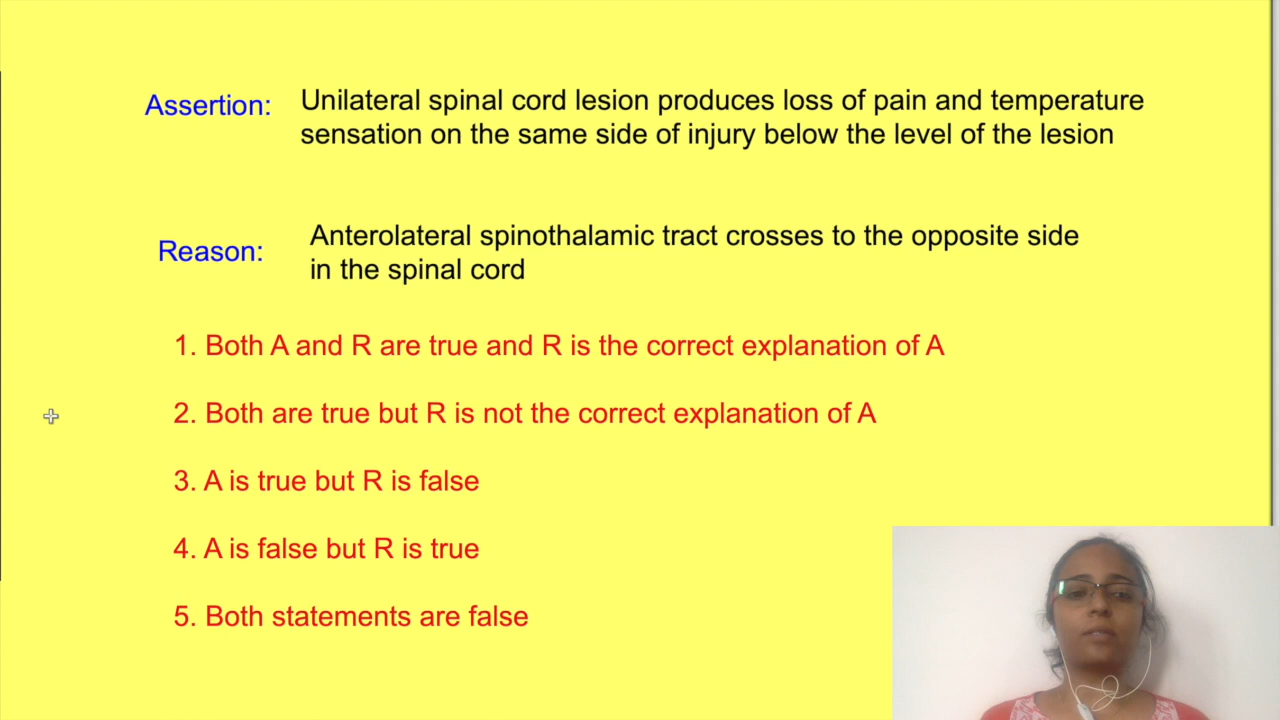 Assertion: Unilateral spinal cord lesion produces loss of pain and temperature
sensation on the same side of injury below the level of the lesion
Reason: Anterolateral spinothalamic tract crosses to the opposite side
in the spinal cord
1. Both A and R are true and R is the correct explanation of A
2. Both are true but R is not the correct explanation of A
3. A is true but R is false
4. A is false but R is true
5. Both statements are false